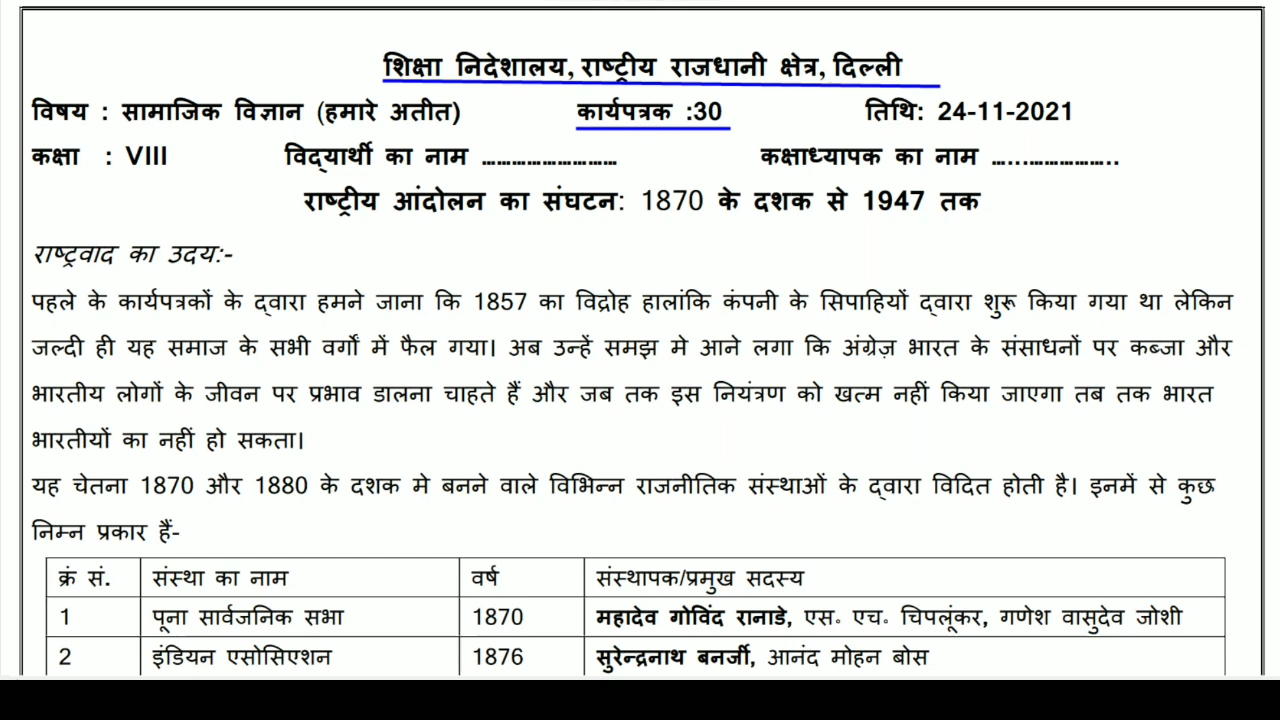 शिक्षा निदेशालय, राष्ट्रीय राजधानी क्षेत्र, दिल्ली
विषय : सामाजिक विज्ञान (हमारे अतीत) कार्यपत्रक :30 तिथि: 24-11-2021
कक्षा : VIII विद्यार्थी का नाम ........................ कक्षाध्यापक का नाम ......................
राष्ट्रीय आंदोलन का संघटन: 1870 के दशक से 1947 तक
राष्ट्रवाद का उदय:-
पहले के कार्यपत्रकों के द्वारा हमने जाना कि 1857 का विद्रोह हालांकि कंपनी के सिपाहियों द्वारा शुरू किया गया था लेकिन
जल्दी ही यह समाज के सभी वर्गों में फैल गया। अब उन्हें समझ मे आने लगा कि अंग्रेज़ भारत के संसाधनों पर कब्जा और
भारतीय लोगों के जीवन पर प्रभाव डालना चाहते हैं और जब तक इस नियंत्रण को खत्म नहीं किया जाएगा तब तक भारत
भारतीयों का नहीं हो सकता।
यह चेतना 1870 और 1880 के दशक मे बनने वाले विभिन्न राजनीतिक संस्थाओं के द्वारा विदित होती है। इनमें से कुछ
निम्न प्रकार हैं-
क्रं सं. संस्था का नाम वर्ष संस्थापक/प्रमुख सदस्य
1 पूना सार्वजनिक सभा 1870 महादेव गोविंद रानाडे, एस॰ एच॰ चिपलूंकर, गणेश वासुदेव जोशी
2 इंडियन एसोसिएशन 1876 सुरेन्द्रनाथ बनर्जी, आनंद मोहन बोस